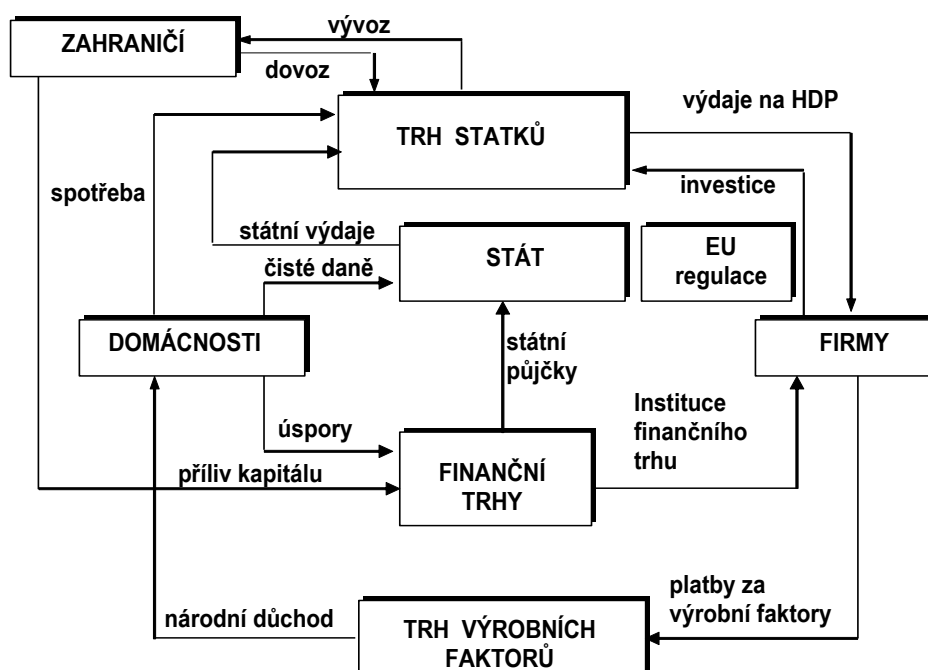 vývoz
ZAHRANIČÍ
dovoz
výdaje na HDP
TRH STATKŮ
investice
spotřeba
státní výdaje
STÁT
EU
regulace
čisté daně
DOMÁCNOSTI
státní
půjčky
FIRMY
Instituce
finančního
trhu
úspory
FINANČNÍ
TRHY
příliv kapitálu
platby za
výrobní faktory
národní důchod
TRH VÝROBNÍCH
FAKTORŮ